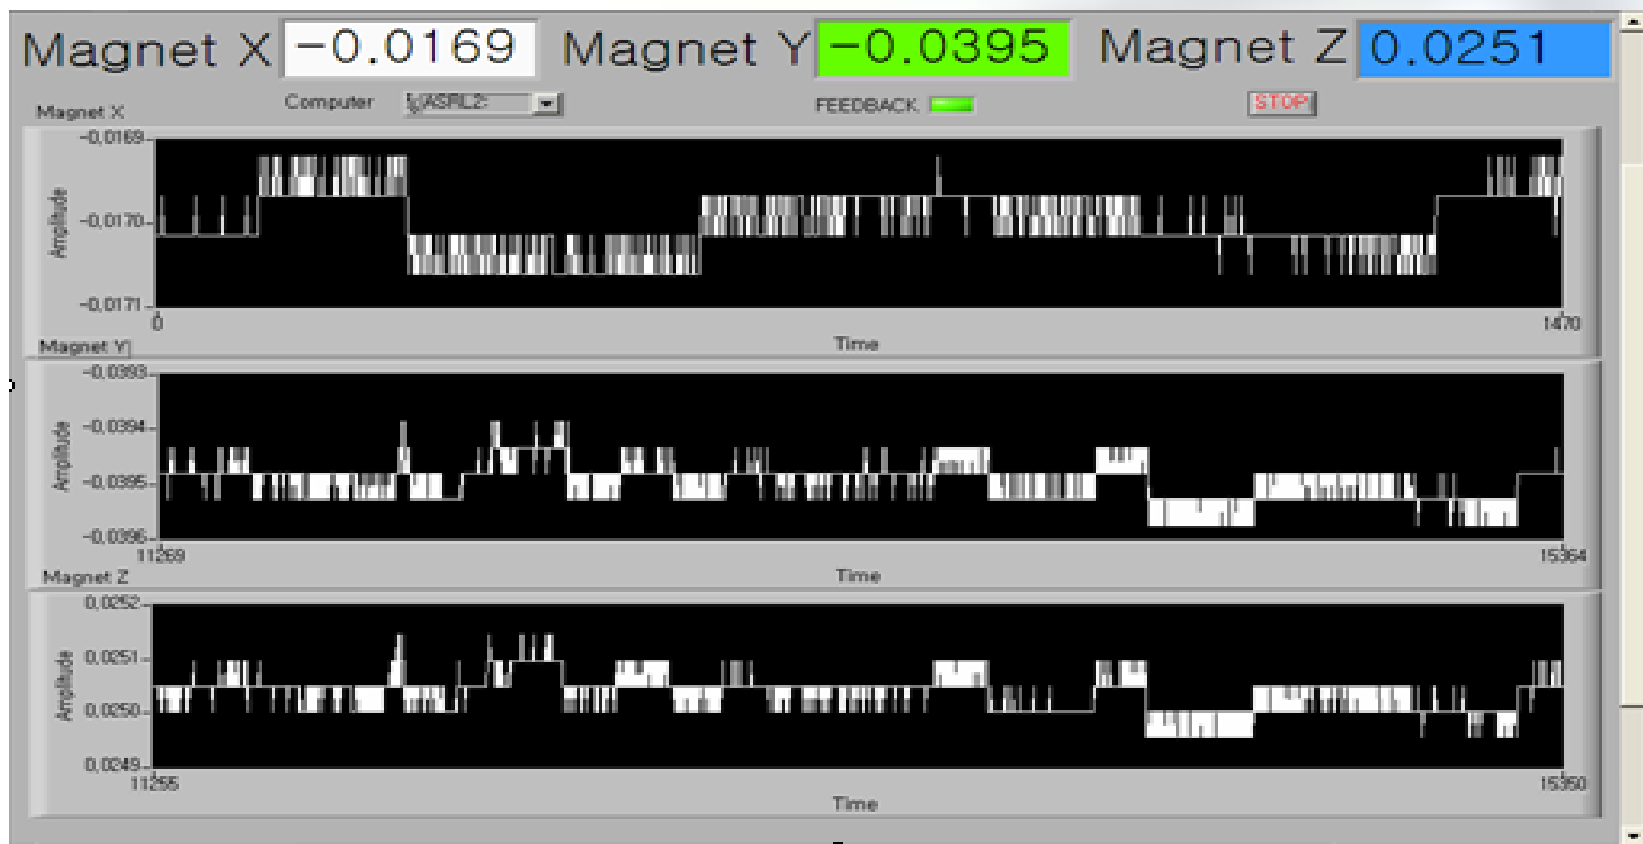 Magnet X -0.0169 Magnet Y -0.0395 Magnet Z 0.0251
Computer ASRL2: FEEDBACK STOP
Magnet X
-0,0169
-0,0170
-0,0171
Amplitude
0 1470
Time
Magnet Y
-0,0393
-0,0394
-0,0395
-0,0396
Amplitude
11269 15364
Time
Magnet Z
0,0252
0,0251
0,0250
0,0249
Amplitude
11255 15350
Time